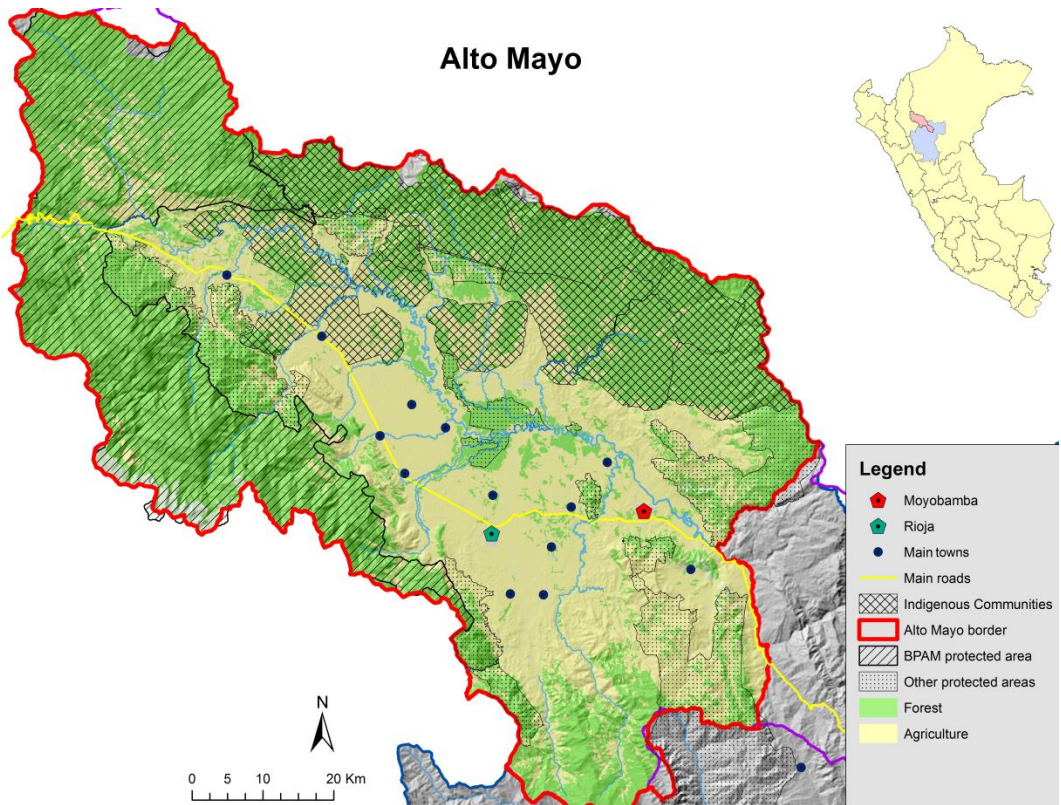 Alto Mayo
Legend
Moyobamba
Rioja
Main towns
Main roads
Indigenous Communities
Alto Mayo border
BPAM protected area
Other protected areas
Forest
Agriculture
N
0 5 10 20 Km